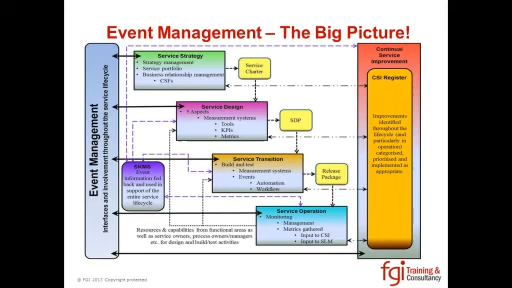 Event Management – The Big Picture!
Event Management
Interfaces and involvement throughout the service lifecycle
Service Strategy
• Strategy management
• Service portfolio
• Business relationship management
• CSFs
Service
Charter
Service Design
• 5 Aspects
• Measurement systems
• Tools
• KPIs
• Metrics
SDP
Service Transition
• Build and test
• Measurement systems
• Events
• Automation
• Workflow
Release
Package
SKMS
Event
information fed
back and used in
support of the
entire service
lifecycle
Service Operation
• Monitoring
• Management
• Metrics gathered
• Input to CSI
• Input to SLM
Resources & capabilities from functional areas as
well as service owners, process owners/managers
etc. for design and build/test activities
Continual
Service
Improvement
CSI Register
Improvements
identified
throughout the
lifecycle (and
particularly in
operation)
categorised,
prioritised and
implemented as
appropriate
© FGI 2013 Copyright protected
fgi Training &
Consultancy